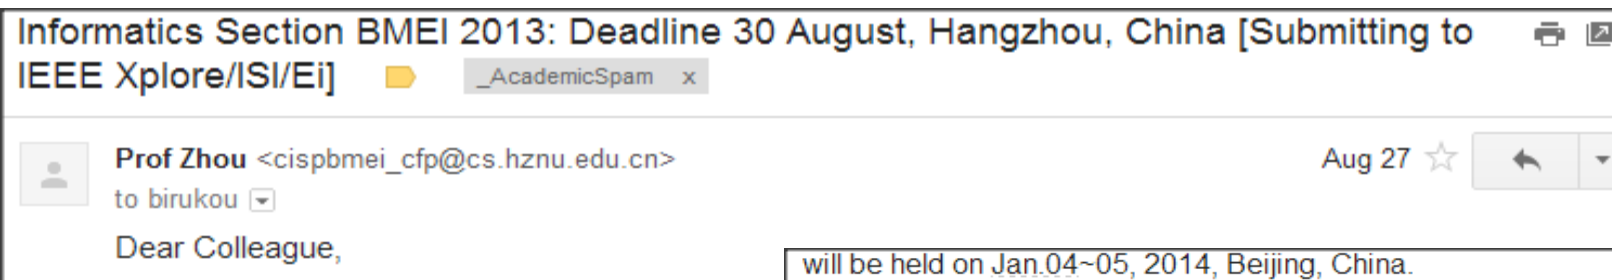 Informatics Section BMEI 2013: Deadline 30 August, Hangzhou, China [Submitting to
IEEE Xplore/ISI/Ei] _AcademicSpam x
Prof Zhou <cispbmei_cfp@cs.hznu.edu.cn> Aug 27
to birukou
Dear Colleague,
will be held on Jan.04~05, 2014, Beijing, China.